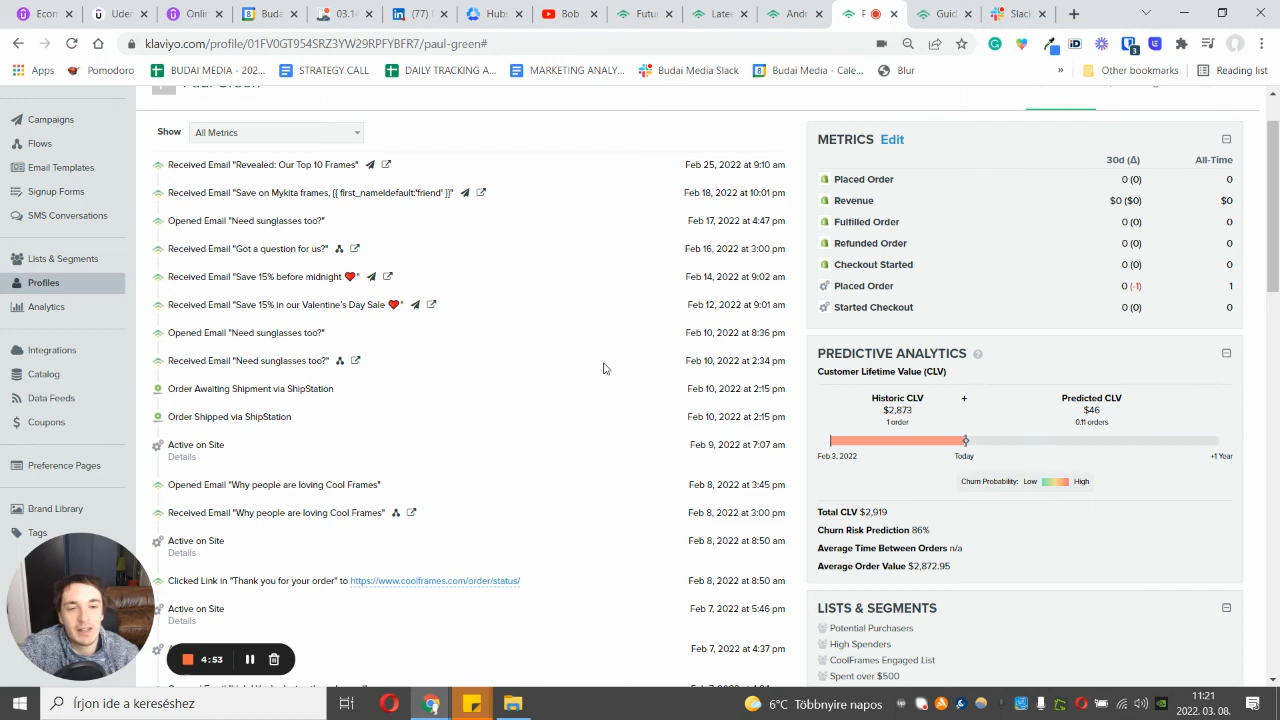 Econ
Uder
Onli
Buda
03.14
(77)
Hub:
Bob
Futu
Late:
Andr
F
Guid
Slack
klaviyo.com/profile/01FV0GT854SRZ3YW29RPFYBFR7/paul-green#
Apps
Pomodoro
BUDAI MEDIA - 202...
STRATEGY CALL
DAILY TRACKING A...
MARKETING ANALY...
Budai Media Slack
Budai Media - Cale...
Blur
»
Other bookmarks
Reading list
Campaigns
Flows
Email Templates
Signup Forms
SMS Conversations
Lists & Segments
Profiles
Analytics
Integrations
Catalog
Data Feeds
Coupons
Preference Pages
Brand Library
Tags
Show All Metrics
Received Email "Revealed: Our Top 10 Frames" Feb 25, 2022 at 9:10 am
Received Email "Save on Mykita frames, {{ first_name|default:'friend' }}" Feb 18, 2022 at 10:01 pm
Opened Email "Need sunglasses too?" Feb 17, 2022 at 4:47 pm
Received Email "Got a question for us?" Feb 16, 2022 at 3:00 pm
Received Email "Save 15% before midnight ❤️" Feb 14, 2022 at 9:02 am
Received Email "Save 15% in our Valentine's Day Sale ❤️" Feb 12, 2022 at 9:01 am
Opened Email "Need sunglasses too?" Feb 10, 2022 at 8:36 pm
Received Email "Need sunglasses too?" Feb 10, 2022 at 2:34 pm
Order Awaiting Shipment via ShipStation Feb 10, 2022 at 2:15 pm
Order Shipped via ShipStation Feb 10, 2022 at 2:15 pm
Active on Site Feb 9, 2022 at 7:07 am
Details
Opened Email "Why people are loving Cool Frames" Feb 8, 2022 at 3:45 pm
Received Email "Why people are loving Cool Frames" Feb 8, 2022 at 3:00 pm
Active on Site Feb 8, 2022 at 8:50 am
Details
Clicked Link in "Thank you for your order" to https://www.coolframes.com/order/status/ Feb 8, 2022 at 8:50 am
Active on Site Feb 7, 2022 at 5:46 pm
Details
Feb 7, 2022 at 4:37 pm
METRICS Edit
30d (Δ) All-Time
Placed Order 0 (0) 0
Revenue $0 ($0) $0
Fulfilled Order 0 (0) 0
Refunded Order 0 (0) 0
Checkout Started 0 (0) 0
Placed Order 0 (-1) 1
Started Checkout 0 (0) 0
PREDICTIVE ANALYTICS
Customer Lifetime Value (CLV)
Historic CLV + Predicted CLV
$2,873 $46
1 order 0.11 orders
Feb 3, 2022 Today +1 Year
Churn Probability: Low High
Total CLV $2,919
Churn Risk Prediction 86%
Average Time Between Orders n/a
Average Order Value $2,872.95
LISTS & SEGMENTS
Potential Purchasers
High Spenders
CoolFrames Engaged List
Spent over $500
4:53
Írjon ide a kereséshez
6°C Többnyire napos
11:21
2022. 03. 08.